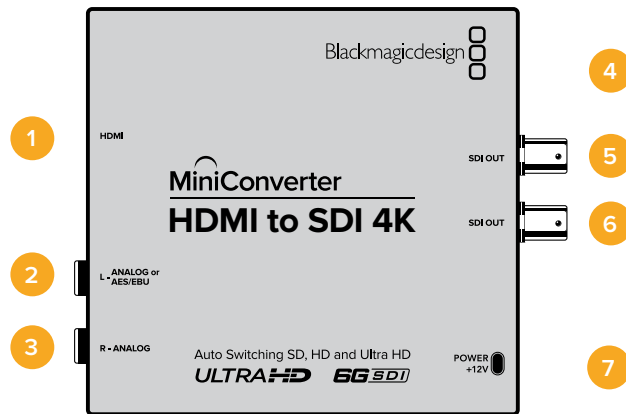 Blackmagicdesign
1
HDMI
4
SDI OUT
5
MiniConverter
HDMI to SDI 4K
SDI OUT
6
2
L - ANALOG or
AES/EBU
3
R - ANALOG
Auto Switching SD, HD and Ultra HD
ULTRAHD 6G SDI
POWER
+12V
7